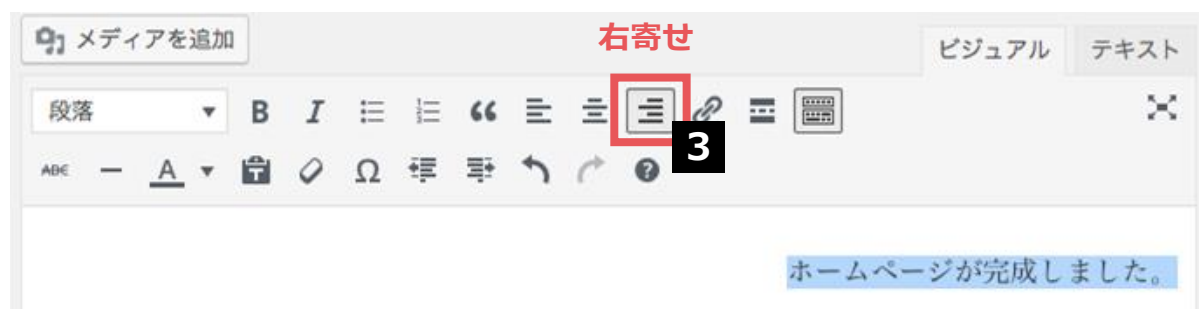 メディアを追加
右寄せ
ビジュアル テキスト
段落 B I
3
ABC A T Ω ?
ホームページが完成しました。